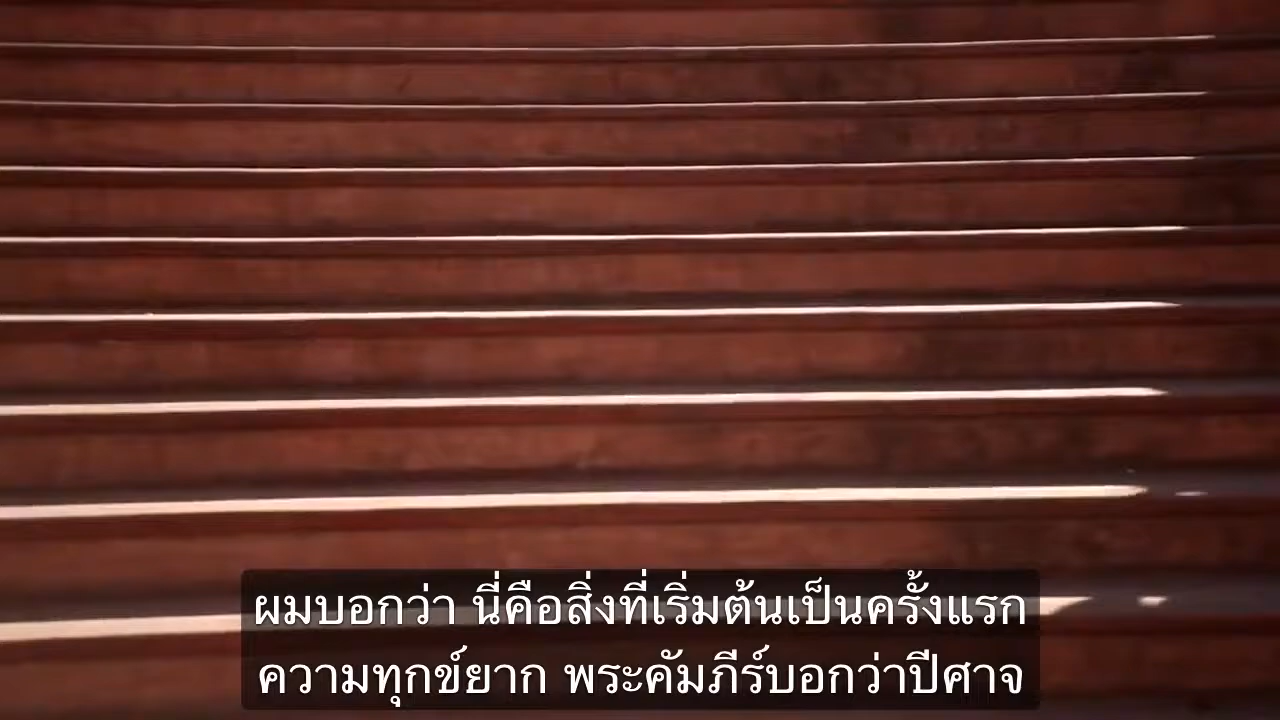 ผมบอกว่า นี่คือสิ่งที่เริ่มต้นเป็นครั้งแรก
ความทุกข์ยาก พระคัมภีร์บอกว่าปีศาจ